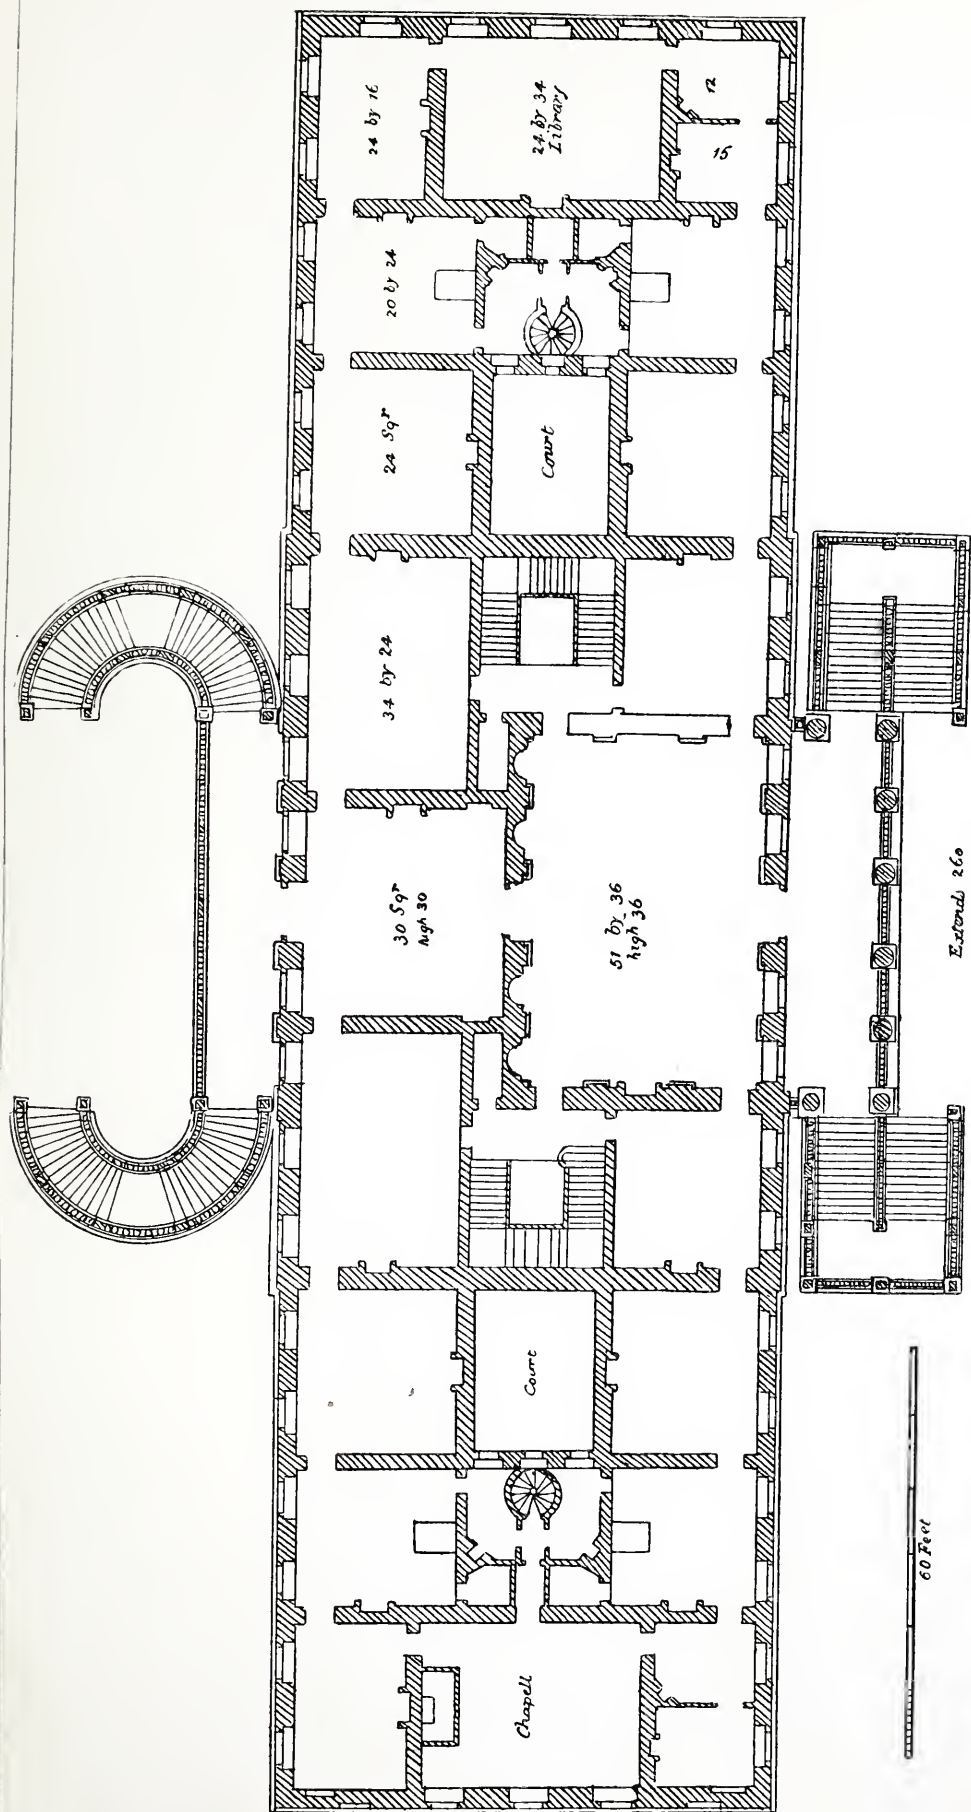 24 by 16
24 by 34
Library
12
15
20 by 24
24 Sqr
Court
34 by 24
30 Sqr
high 30
51 by 36
high 36
Extends 260
Court
60 Feet
Chapell